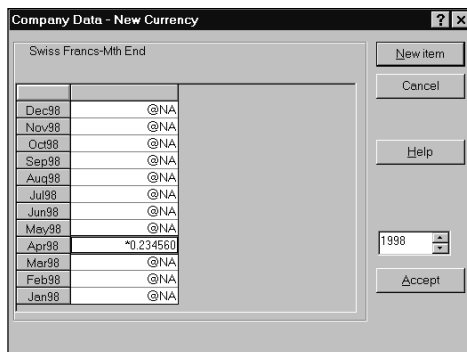 Company Data - New Currency
Swiss Francs-Mth End
New item
Cancel
Dec98 @NA
Nov98 @NA
Oct98 @NA
Sep98 @NA
Aug98 @NA
Jul98 @NA
Jun98 @NA
May98 @NA
Apr98 *0.234560
Mar98 @NA
Feb98 @NA
Jan98 @NA
Help
1998
Accept